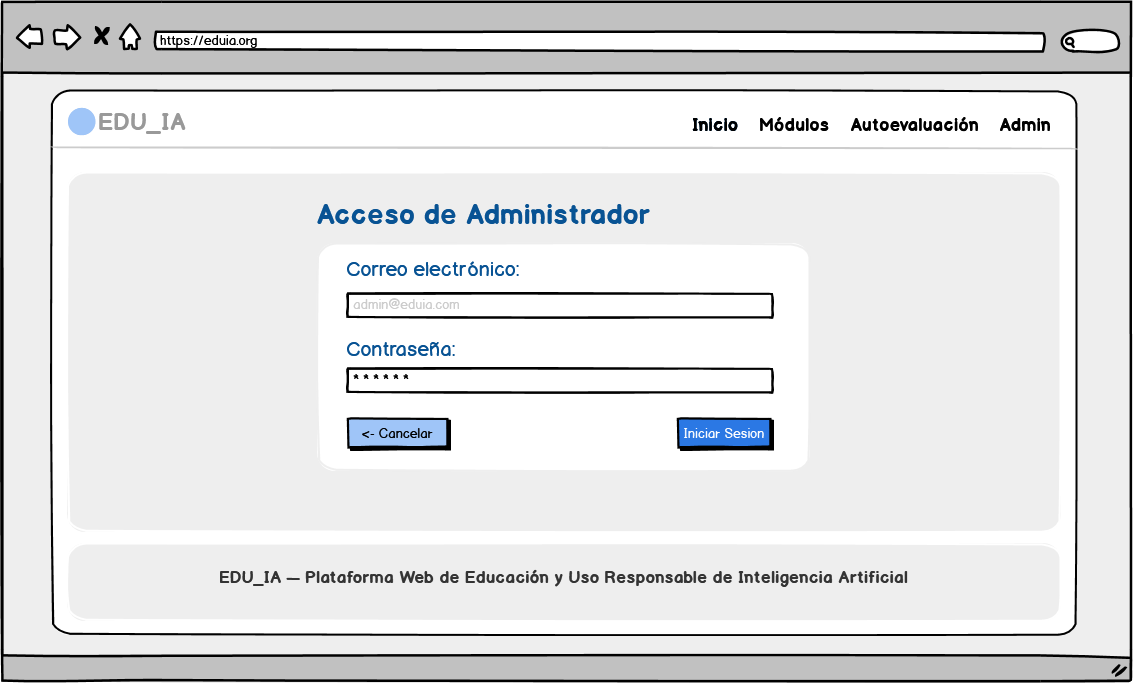 https://eduia.org
EDU_IA
Inicio Módulos Autoevaluación Admin
Acceso de Administrador
Correo electrónico:
admin@eduia.com
Contraseña:
* * * * * *
<- Cancelar Iniciar Sesion
EDU_IA — Plataforma Web de Educación y Uso Responsable de Inteligencia Artificial